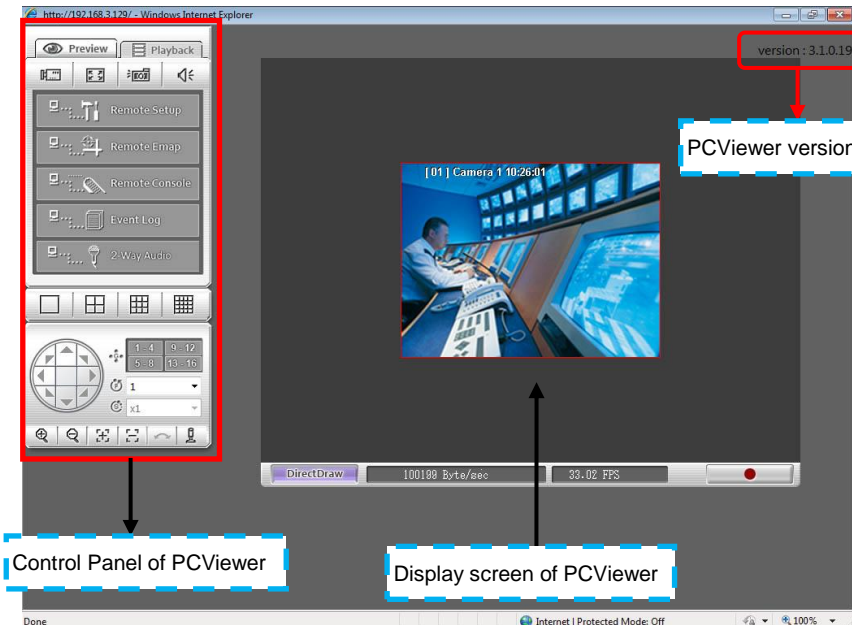 http://192.168.3.129/ - Windows Internet Explorer
Preview
Playback
version : 3.1.0.19
Remote Setup
Remote Emap
Remote Console
Event Log
2-Way Audio
[01] Camera 1 10:26:01
PCViewer version
1 - 4
9 - 12
5 - 8
13 - 16
1
x1
DirectDraw
100199 Byte/sec
33.02 FPS
Control Panel of PCViewer
Display screen of PCViewer
Done
Internet | Protected Mode: Off
100%